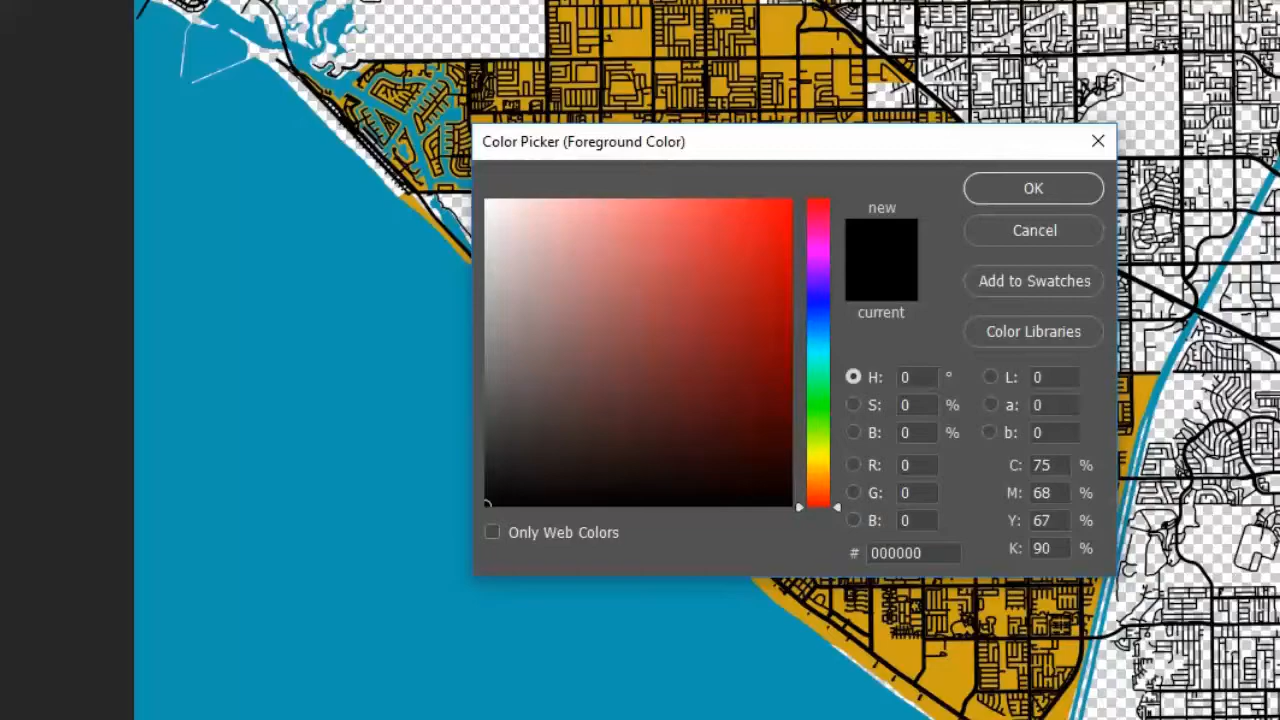 Color Picker (Foreground Color)
OK
new
Cancel
Add to Swatches
current
Color Libraries
H: 0 °
L: 0
S: 0 %
a: 0
B: 0 %
b: 0
R: 0
C: 75 %
G: 0
M: 68 %
B: 0
Y: 67 %
Only Web Colors
# 000000
K: 90 %